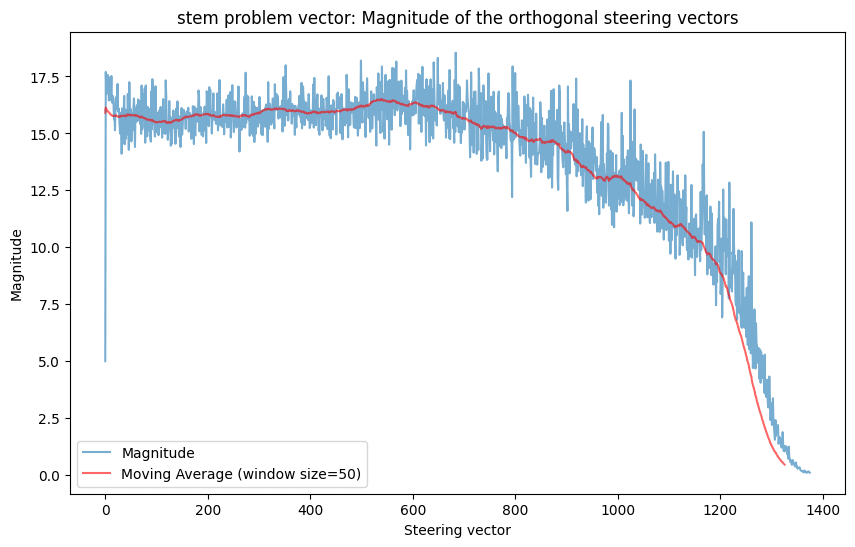 stem problem vector: Magnitude of the orthogonal steering vectors
Magnitude
17.5
15.0
12.5
10.0
7.5
5.0
2.5
0.0
Magnitude
Moving Average (window size=50)
0 200 400 600 800 1000 1200 1400
Steering vector